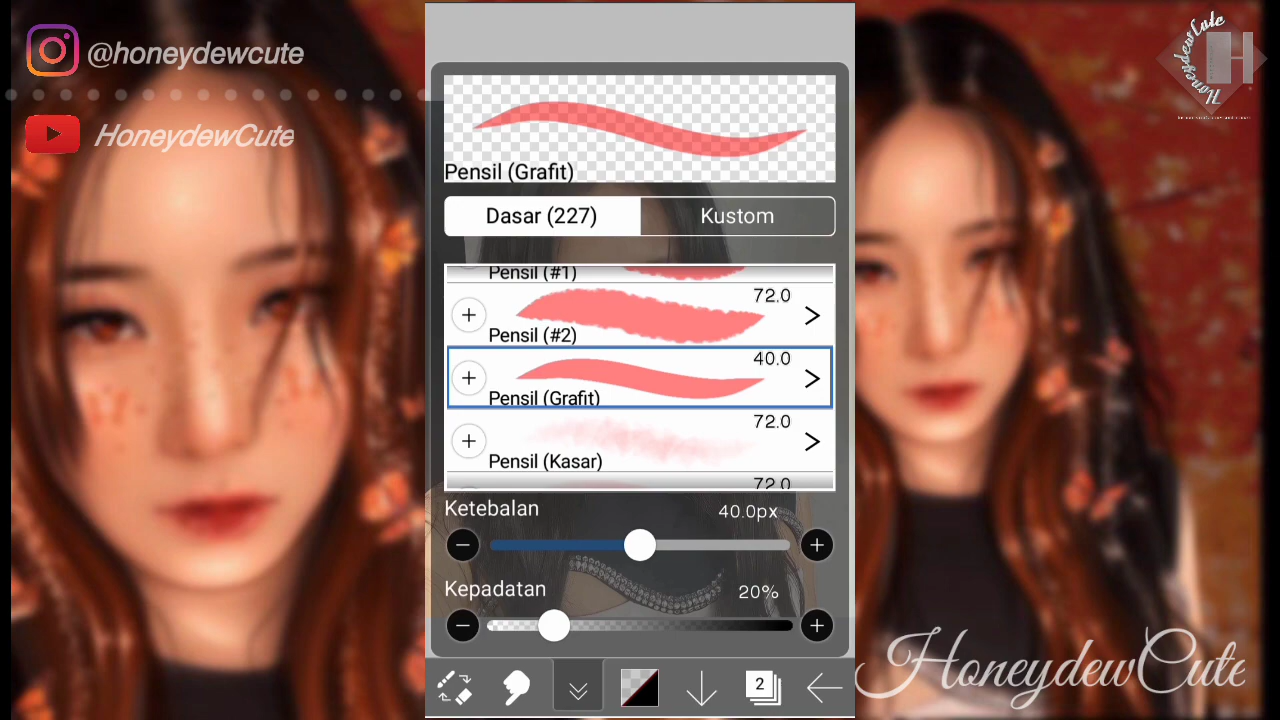 @honeydewcute
HoneydewCute
HoneydewCute
H
Pensil (Grafit)
Dasar (227)
Kustom
Pensil (#1)
72.0
Pensil (#2)
40.0
Pensil (Grafit)
72.0
Pensil (Kasar)
72.0
Ketebalan
40.0px
Kepadatan
20%
2
HoneydewCute